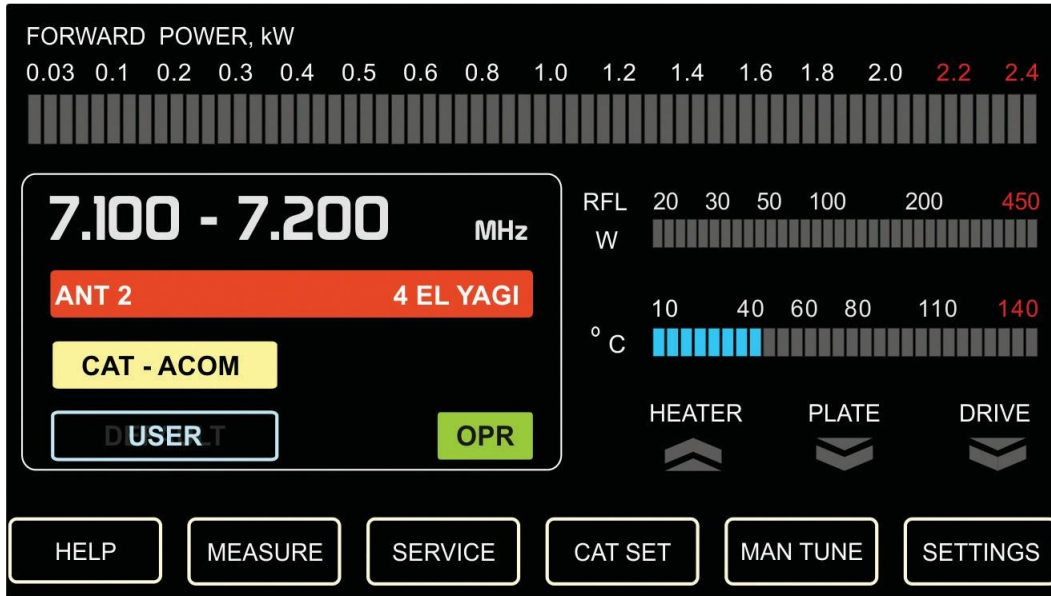 FORWARD POWER, kW
0.03 0.1 0.2 0.3 0.4 0.5 0.6 0.8 1.0 1.2 1.4 1.6 1.8 2.0 2.2 2.4
7.100 - 7.200 MHz
ANT 2 4 EL YAGI
CAT - ACOM
USER OPR
RFL 20 30 50 100 200 450
W
10 40 60 80 110 140
° C
HEATER PLATE DRIVE
HELP MEASURE SERVICE CAT SET MAN TUNE SETTINGS